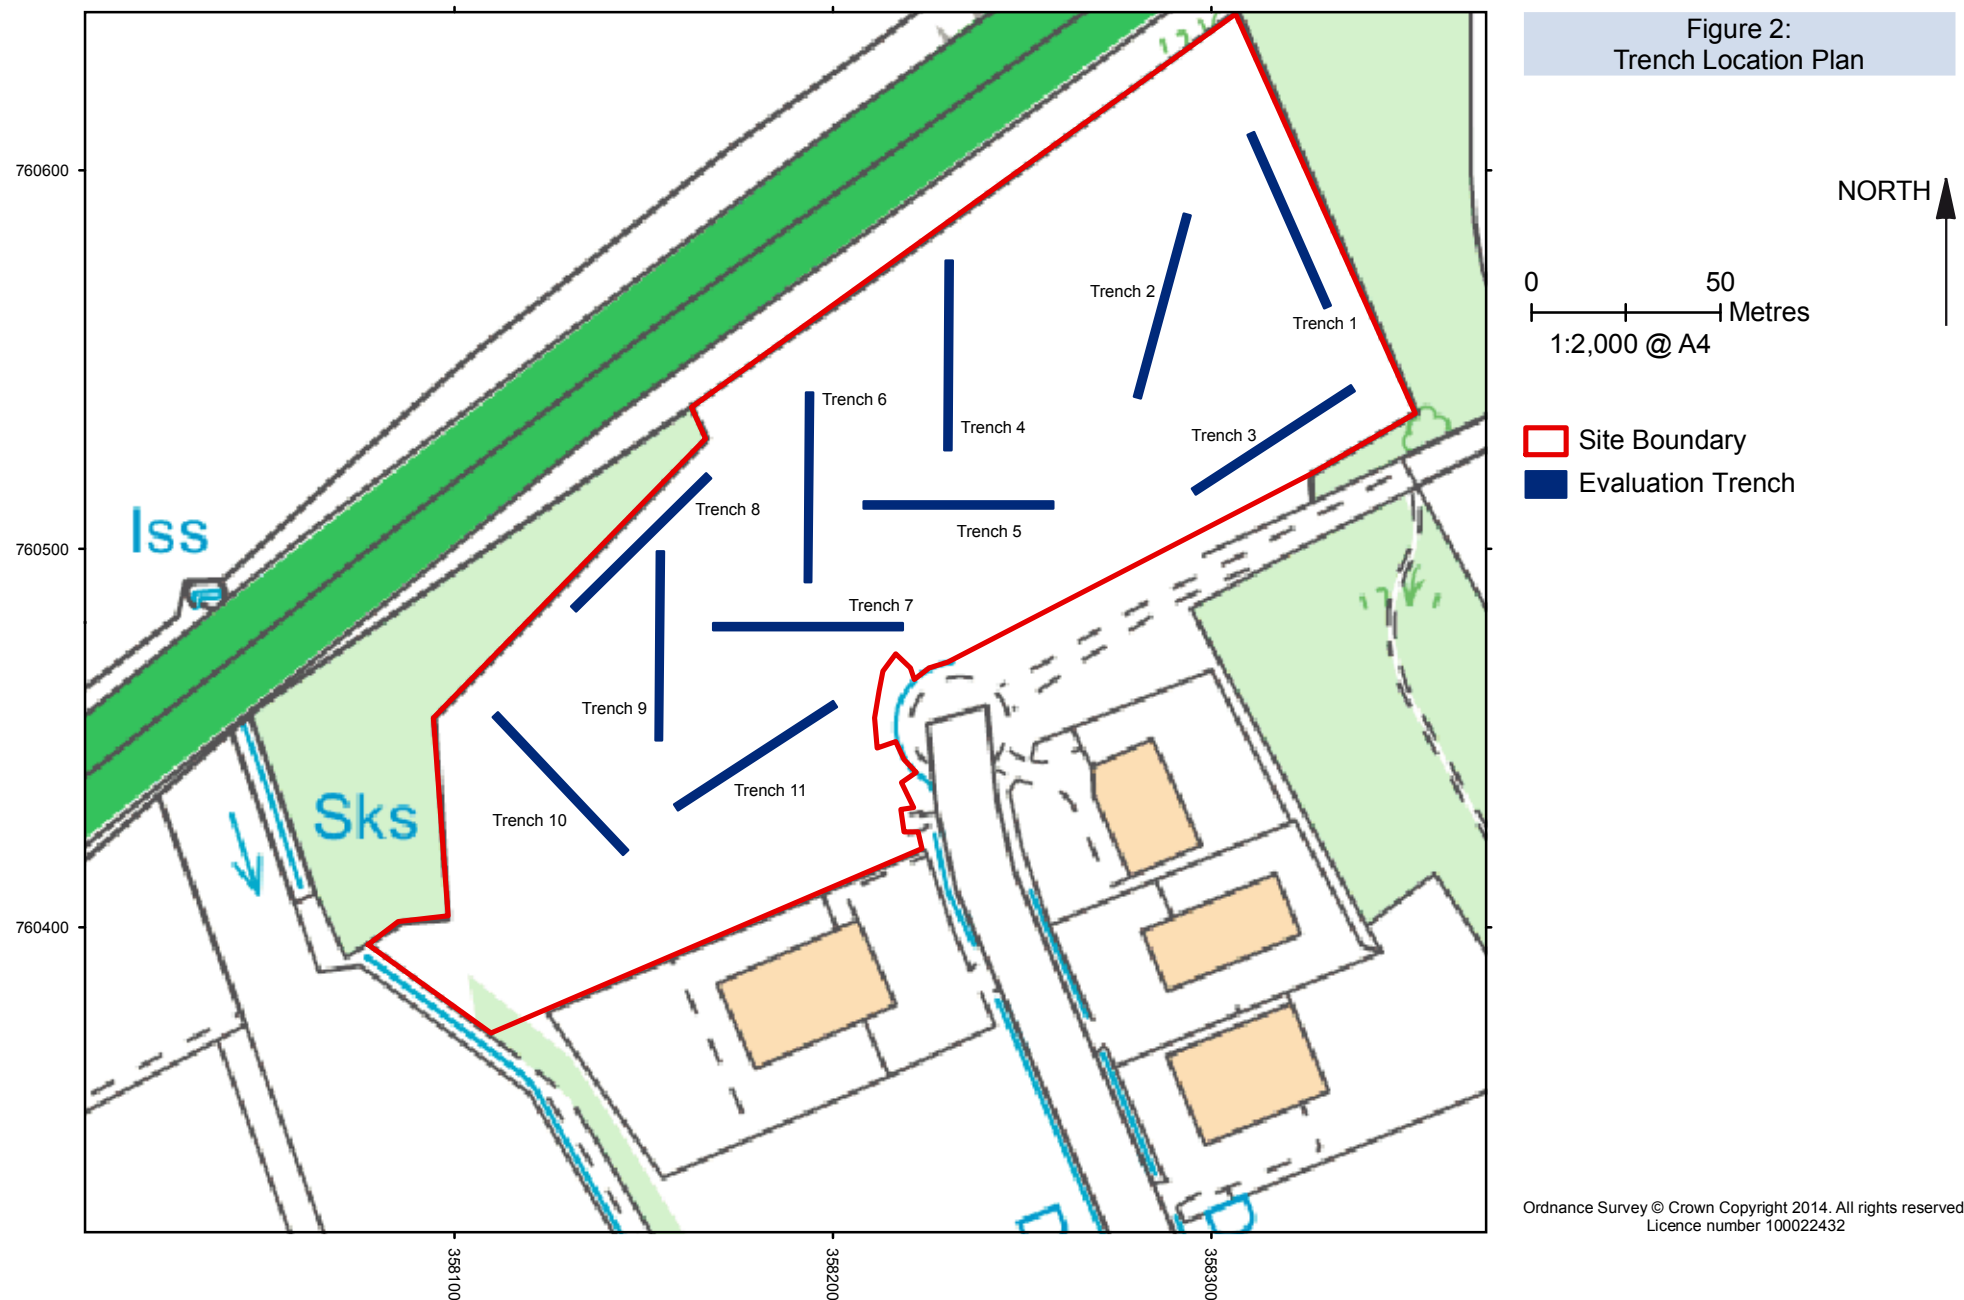 Figure 2:
Trench Location Plan
NORTH
0 50
Metres
1:2,000 @ A4
Site Boundary
Evaluation Trench
760600
760500
760400
358100
358200
358300
Trench 1
Trench 2
Trench 3
Trench 4
Trench 5
Trench 6
Trench 7
Trench 8
Trench 9
Trench 10
Trench 11
Iss
Sks
D
D
Ordnance Survey © Crown Copyright 2014. All rights reserved
Licence number 100022432